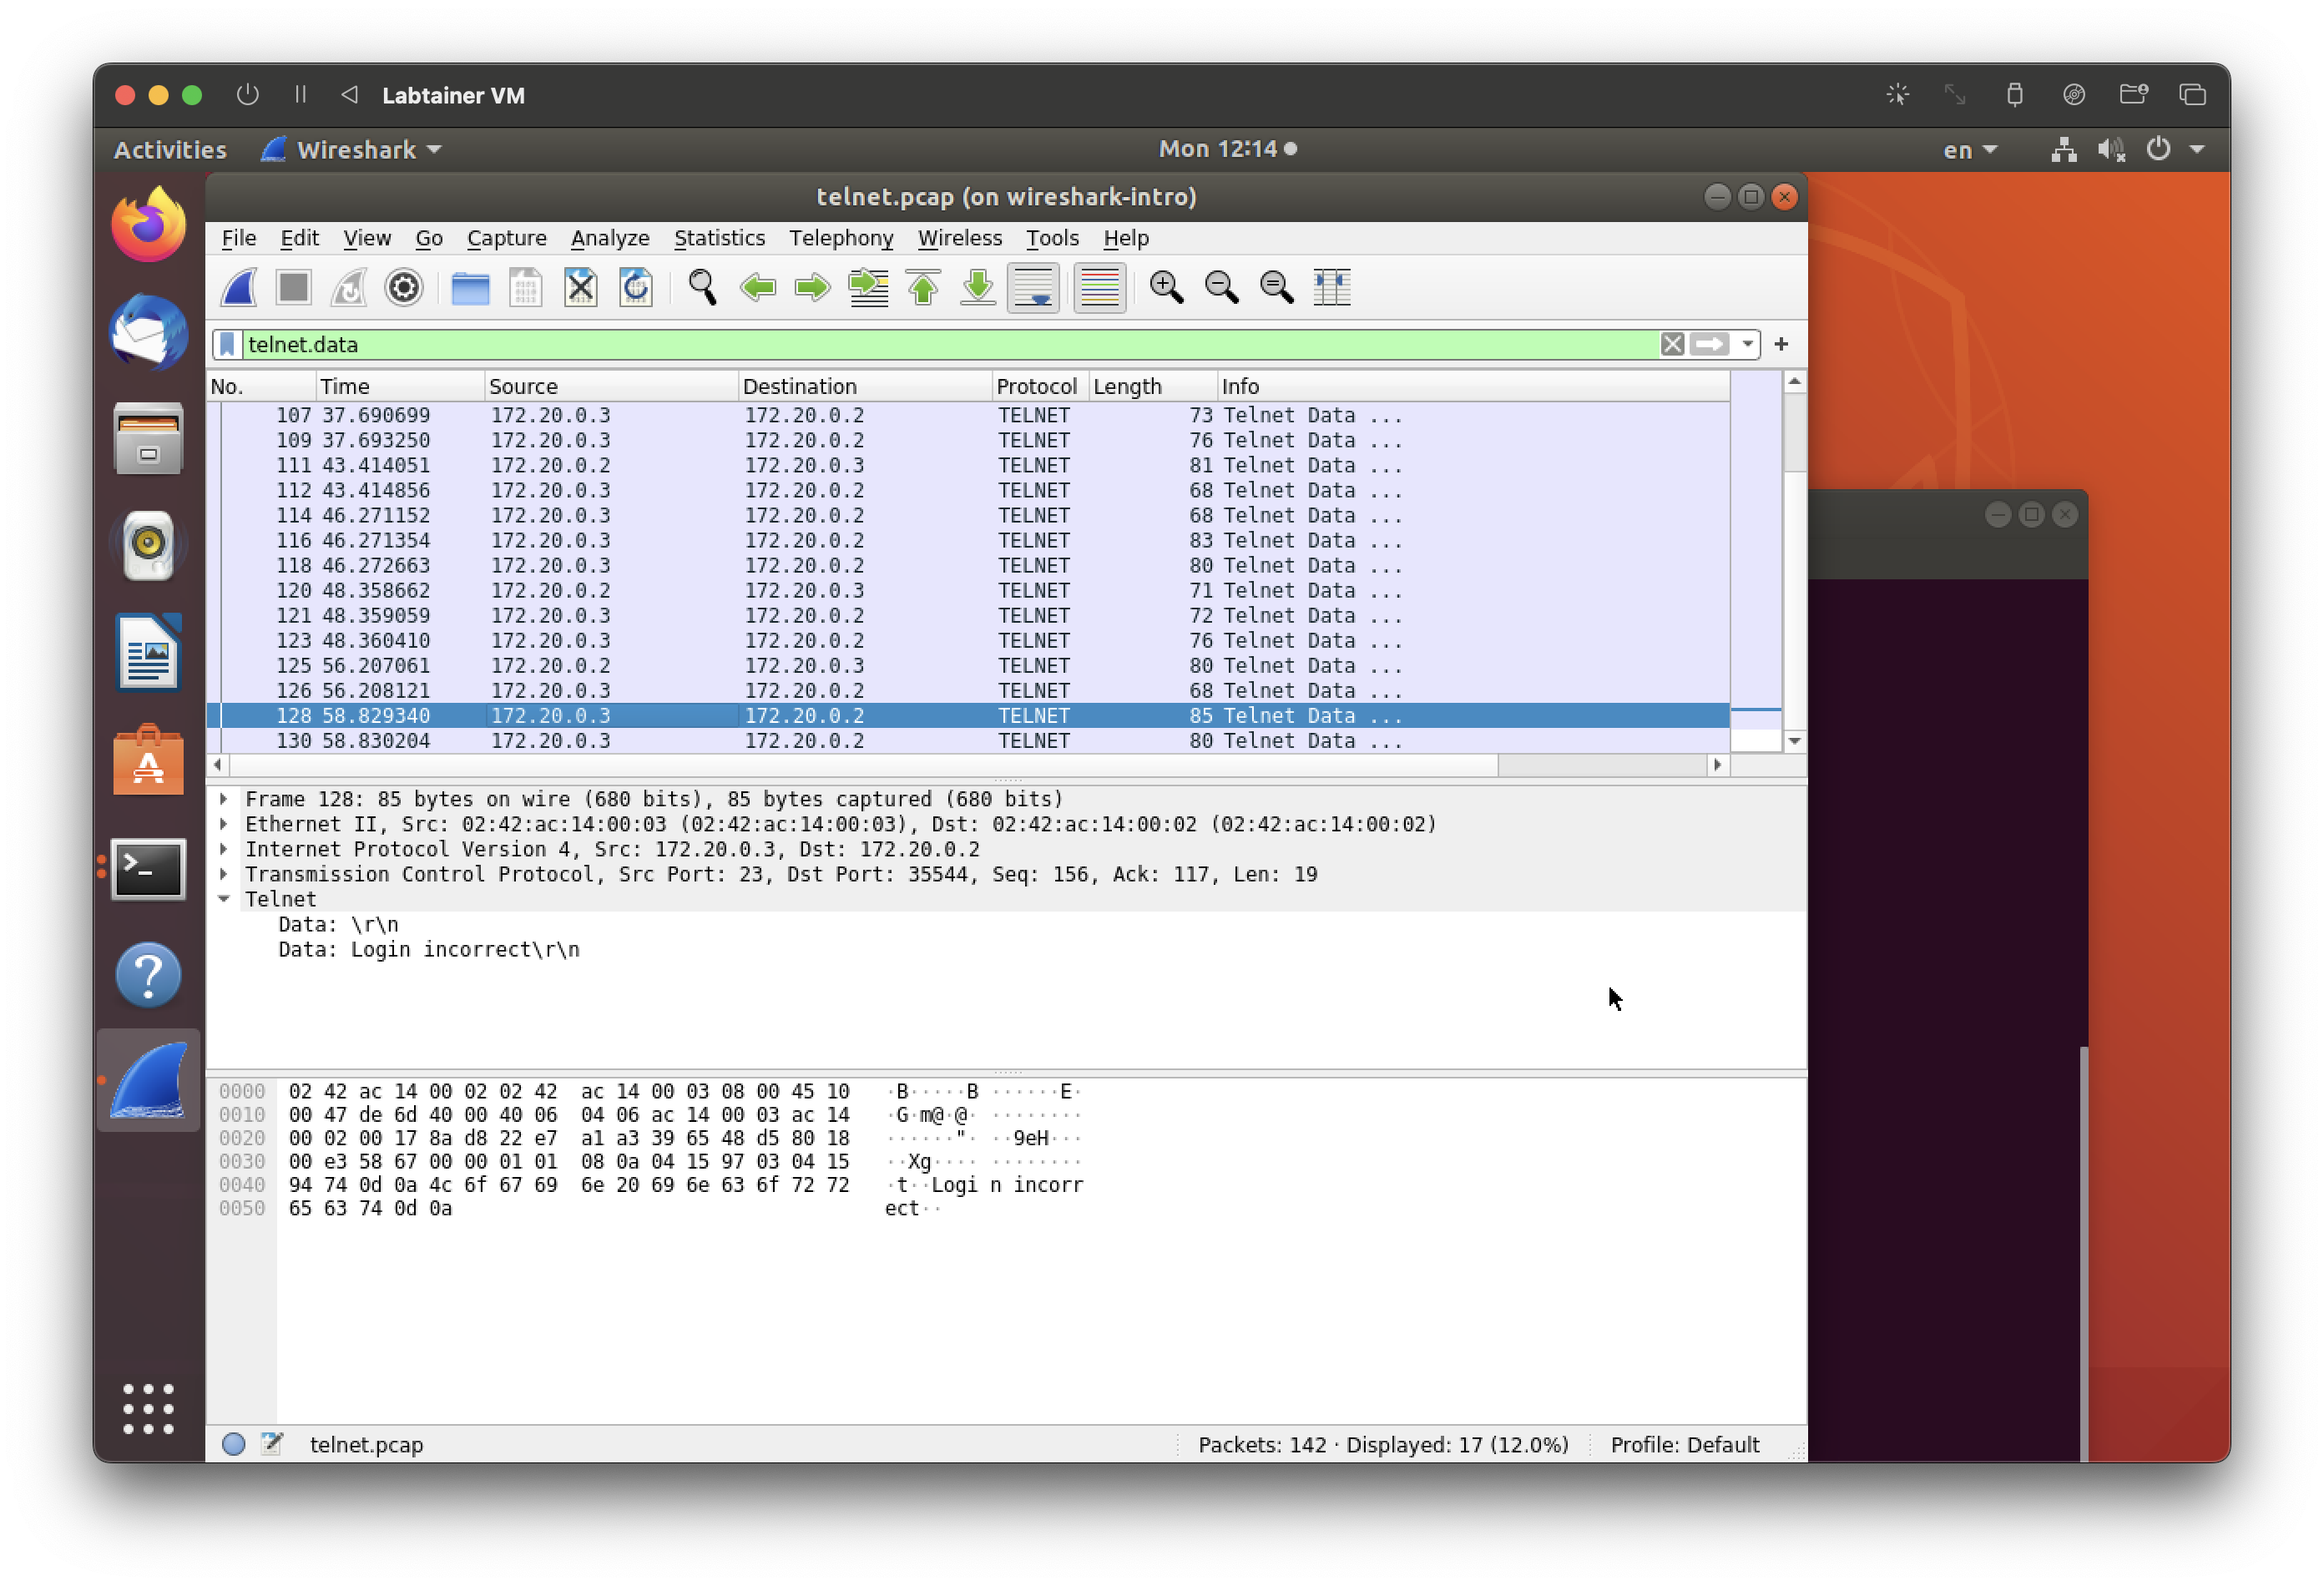 Labtainer VM
Activities Wireshark Mon 12:14 en
telnet.pcap (on wireshark-intro)
File Edit View Go Capture Analyze Statistics Telephony Wireless Tools Help
telnet.data
No. Time Source Destination Protocol Length Info
107 37.690699 172.20.0.3 172.20.0.2 TELNET 73 Telnet Data ...
109 37.693250 172.20.0.3 172.20.0.2 TELNET 76 Telnet Data ...
111 43.414051 172.20.0.2 172.20.0.3 TELNET 81 Telnet Data ...
112 43.414856 172.20.0.3 172.20.0.2 TELNET 68 Telnet Data ...
114 46.271152 172.20.0.3 172.20.0.2 TELNET 68 Telnet Data ...
116 46.271354 172.20.0.3 172.20.0.2 TELNET 83 Telnet Data ...
118 46.272663 172.20.0.3 172.20.0.2 TELNET 80 Telnet Data ...
120 48.358662 172.20.0.2 172.20.0.3 TELNET 71 Telnet Data ...
121 48.359059 172.20.0.3 172.20.0.2 TELNET 72 Telnet Data ...
123 48.360410 172.20.0.3 172.20.0.2 TELNET 76 Telnet Data ...
125 56.207061 172.20.0.2 172.20.0.3 TELNET 80 Telnet Data ...
126 56.208121 172.20.0.3 172.20.0.2 TELNET 68 Telnet Data ...
128 58.829340 172.20.0.3 172.20.0.2 TELNET 85 Telnet Data ...
130 58.830204 172.20.0.3 172.20.0.2 TELNET 80 Telnet Data ...
Frame 128: 85 bytes on wire (680 bits), 85 bytes captured (680 bits)
Ethernet II, Src: 02:42:ac:14:00:03 (02:42:ac:14:00:03), Dst: 02:42:ac:14:00:02 (02:42:ac:14:00:02)
Internet Protocol Version 4, Src: 172.20.0.3, Dst: 172.20.0.2
Transmission Control Protocol, Src Port: 23, Dst Port: 35544, Seq: 156, Ack: 117, Len: 19
Telnet
Data: \r\n
Data: Login incorrect\r\n
0000 02 42 ac 14 00 02 02 42 ac 14 00 03 08 00 45 10 ·B·····B ······E·
0010 00 47 de 6d 40 00 40 06 04 06 ac 14 00 03 ac 14 ·G·m@·@· ········
0020 00 02 00 17 8a d8 22 e7 a1 a3 39 65 48 d5 80 18 ······"· ··9eH···
0030 00 e3 58 67 00 00 01 01 08 0a 04 15 97 03 04 15 ··Xg···· ········
0040 94 74 0d 0a 4c 6f 67 69 6e 20 69 6e 63 6f 72 72 ·t··Logi n incorr
0050 65 63 74 0d 0a ect··
telnet.pcap Packets: 142 · Displayed: 17 (12.0%) Profile: Default